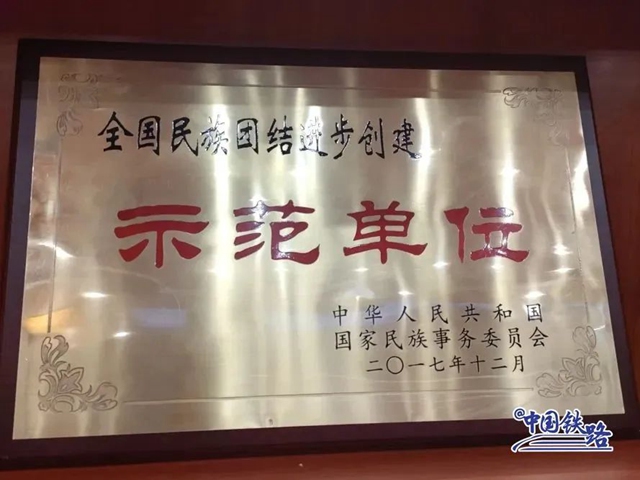 全国民族团结进步创建
示范单位
中华人民共和国
国家民族事务委员会
二〇一七年十二月
中国铁路